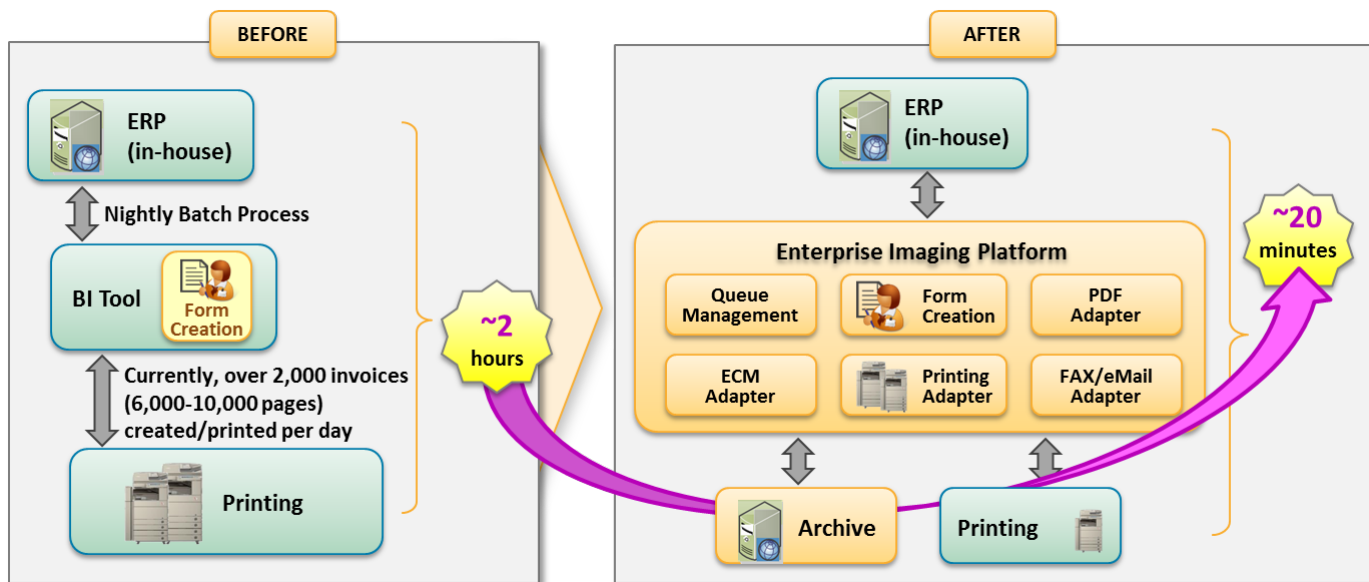 BEFORE
ERP
(in-house)
Nightly Batch Process
BI Tool
Form
Creation
Currently, over 2,000 invoices
(6,000-10,000 pages)
created/printed per day
Printing
~2
hours
AFTER
ERP
(in-house)
Enterprise Imaging Platform
Queue
Management
Form
Creation
PDF
Adapter
ECM
Adapter
Printing
Adapter
FAX/eMail
Adapter
Archive
Printing
~20
minutes